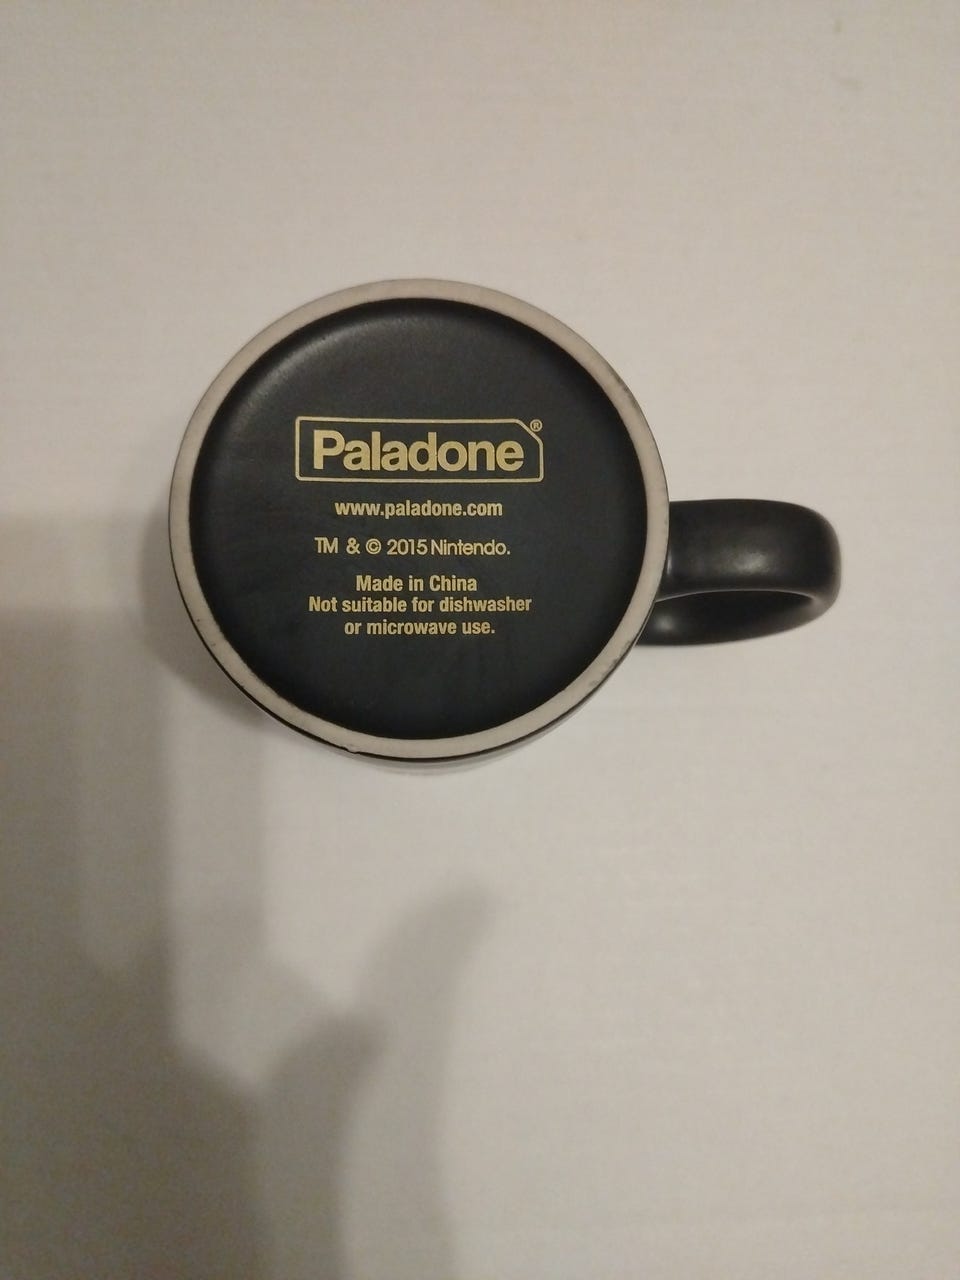 Paladone®
www.paladone.com
TM & © 2015 Nintendo.
Made in China
Not suitable for dishwasher
or microwave use.